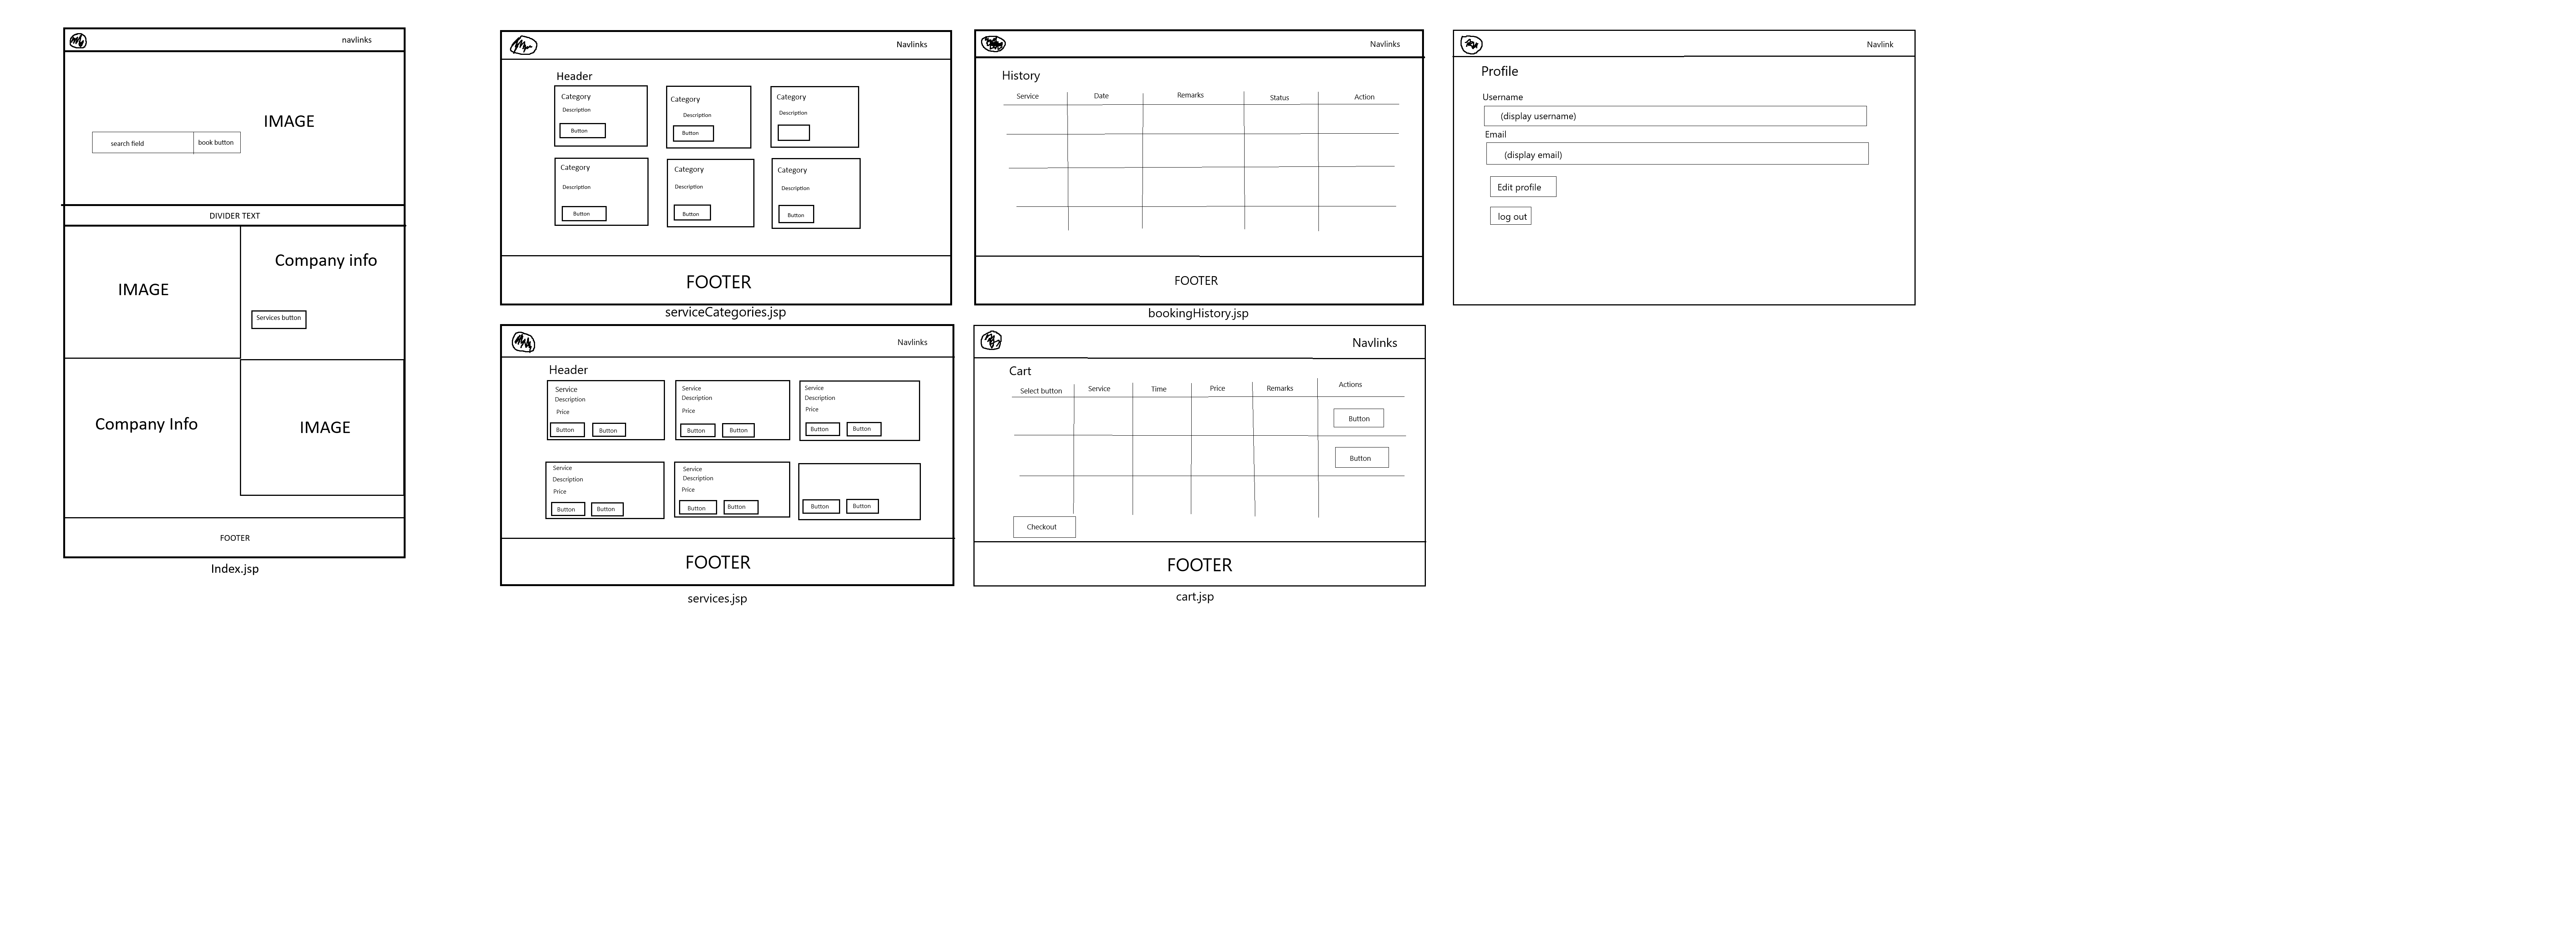 navlinks
IMAGE
search field
book button
DIVIDER TEXT
IMAGE
Company info
Services button
Company Info
IMAGE
FOOTER
Index.jsp
Navlinks
Header
Category
Description
Button
Category
Description
Button
Category
Description
Category
Description
Button
Category
Description
Button
Category
Description
Button
FOOTER
serviceCategories.jsp
Navlinks
Header
Service
Description
Price
Button Button
Service
Description
Price
Button Button
Service
Description
Price
Button Button
Service
Description
Price
Button Button
Service
Description
Price
Button Button
Button Button
FOOTER
services.jsp
Navlinks
History
Service Date Remarks Status Action
FOOTER
bookingHistory.jsp
Navlinks
Cart
Select button Service Time Price Remarks Actions
Button
Button
Checkout
FOOTER
cart.jsp
Navlink
Profile
Username
(display username)
Email
(display email)
Edit profile
log out